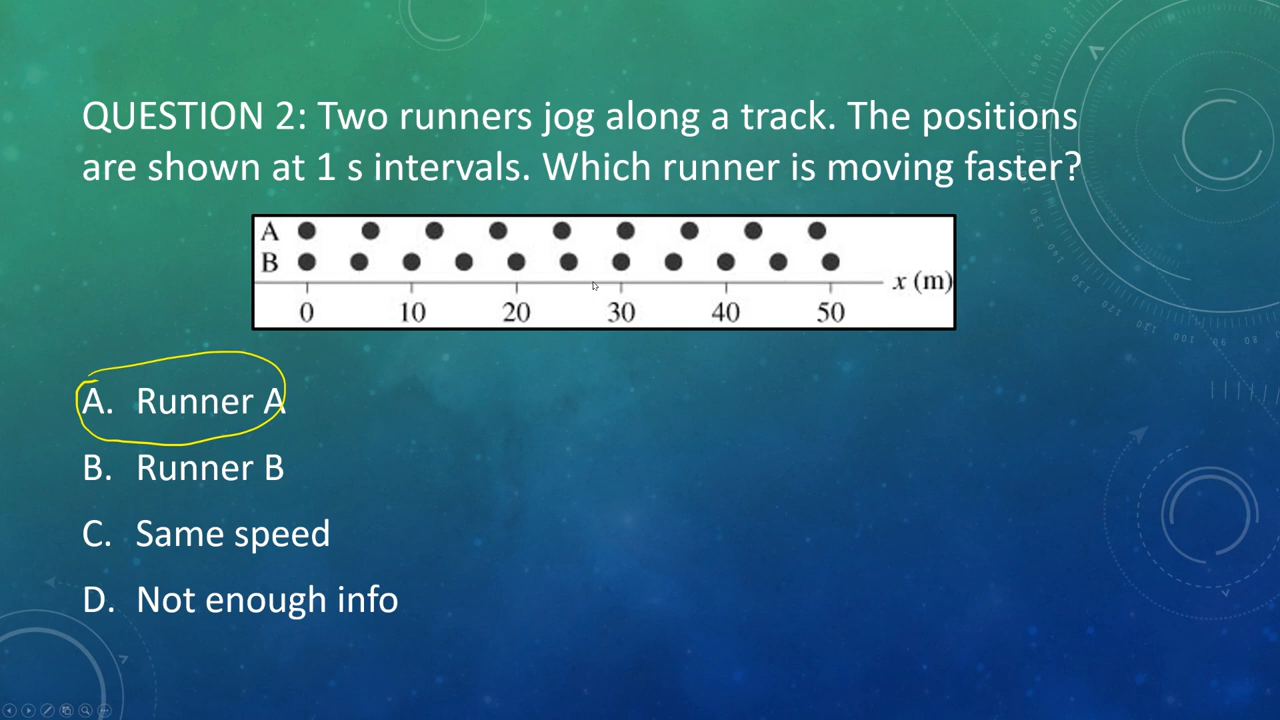 QUESTION 2: Two runners jog along a track. The positions
are shown at 1 s intervals. Which runner is moving faster?
A
B
x (m)
0 10 20 30 40 50
A. Runner A
B. Runner B
C. Same speed
D. Not enough info